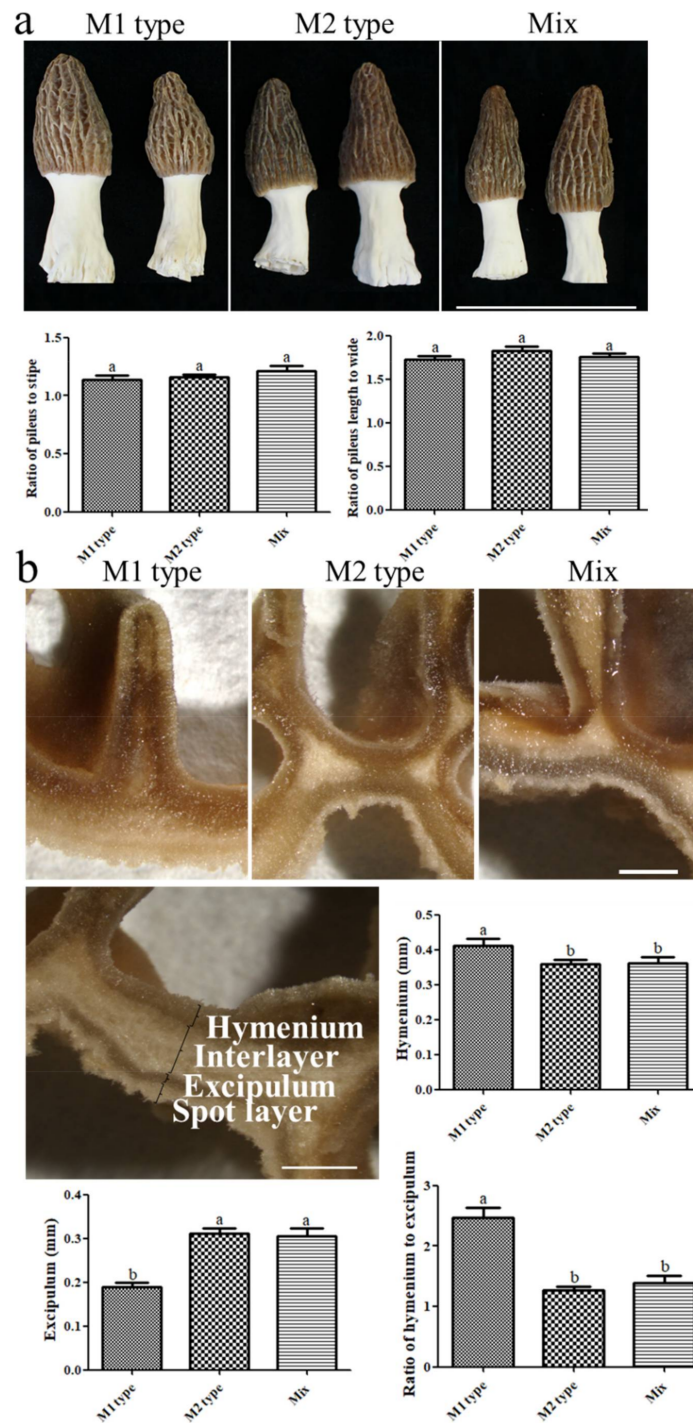 a
M1 type M2 type Mix
Ratio of pileus to stipe
1.5
1.0
0.5
0.0
a a a
M1 type M2 type Mix
Ratio of pileus length to wide
2.0
1.5
1.0
0.5
0.0
a a a
M1 type M2 type Mix
b
M1 type M2 type Mix
Hymenium
Interlayer
Excipulum
Spot layer
Hymenium (mm)
0.5
0.4
0.3
0.2
0.1
0.0
a b b
M1 type M2 type Mix
Excipulum (mm)
0.4
0.3
0.2
0.1
0.0
b a a
M1 type M2 type Mix
Ratio of hymenium to excipulum
3
2
1
0
a b b
M1 type M2 type Mix